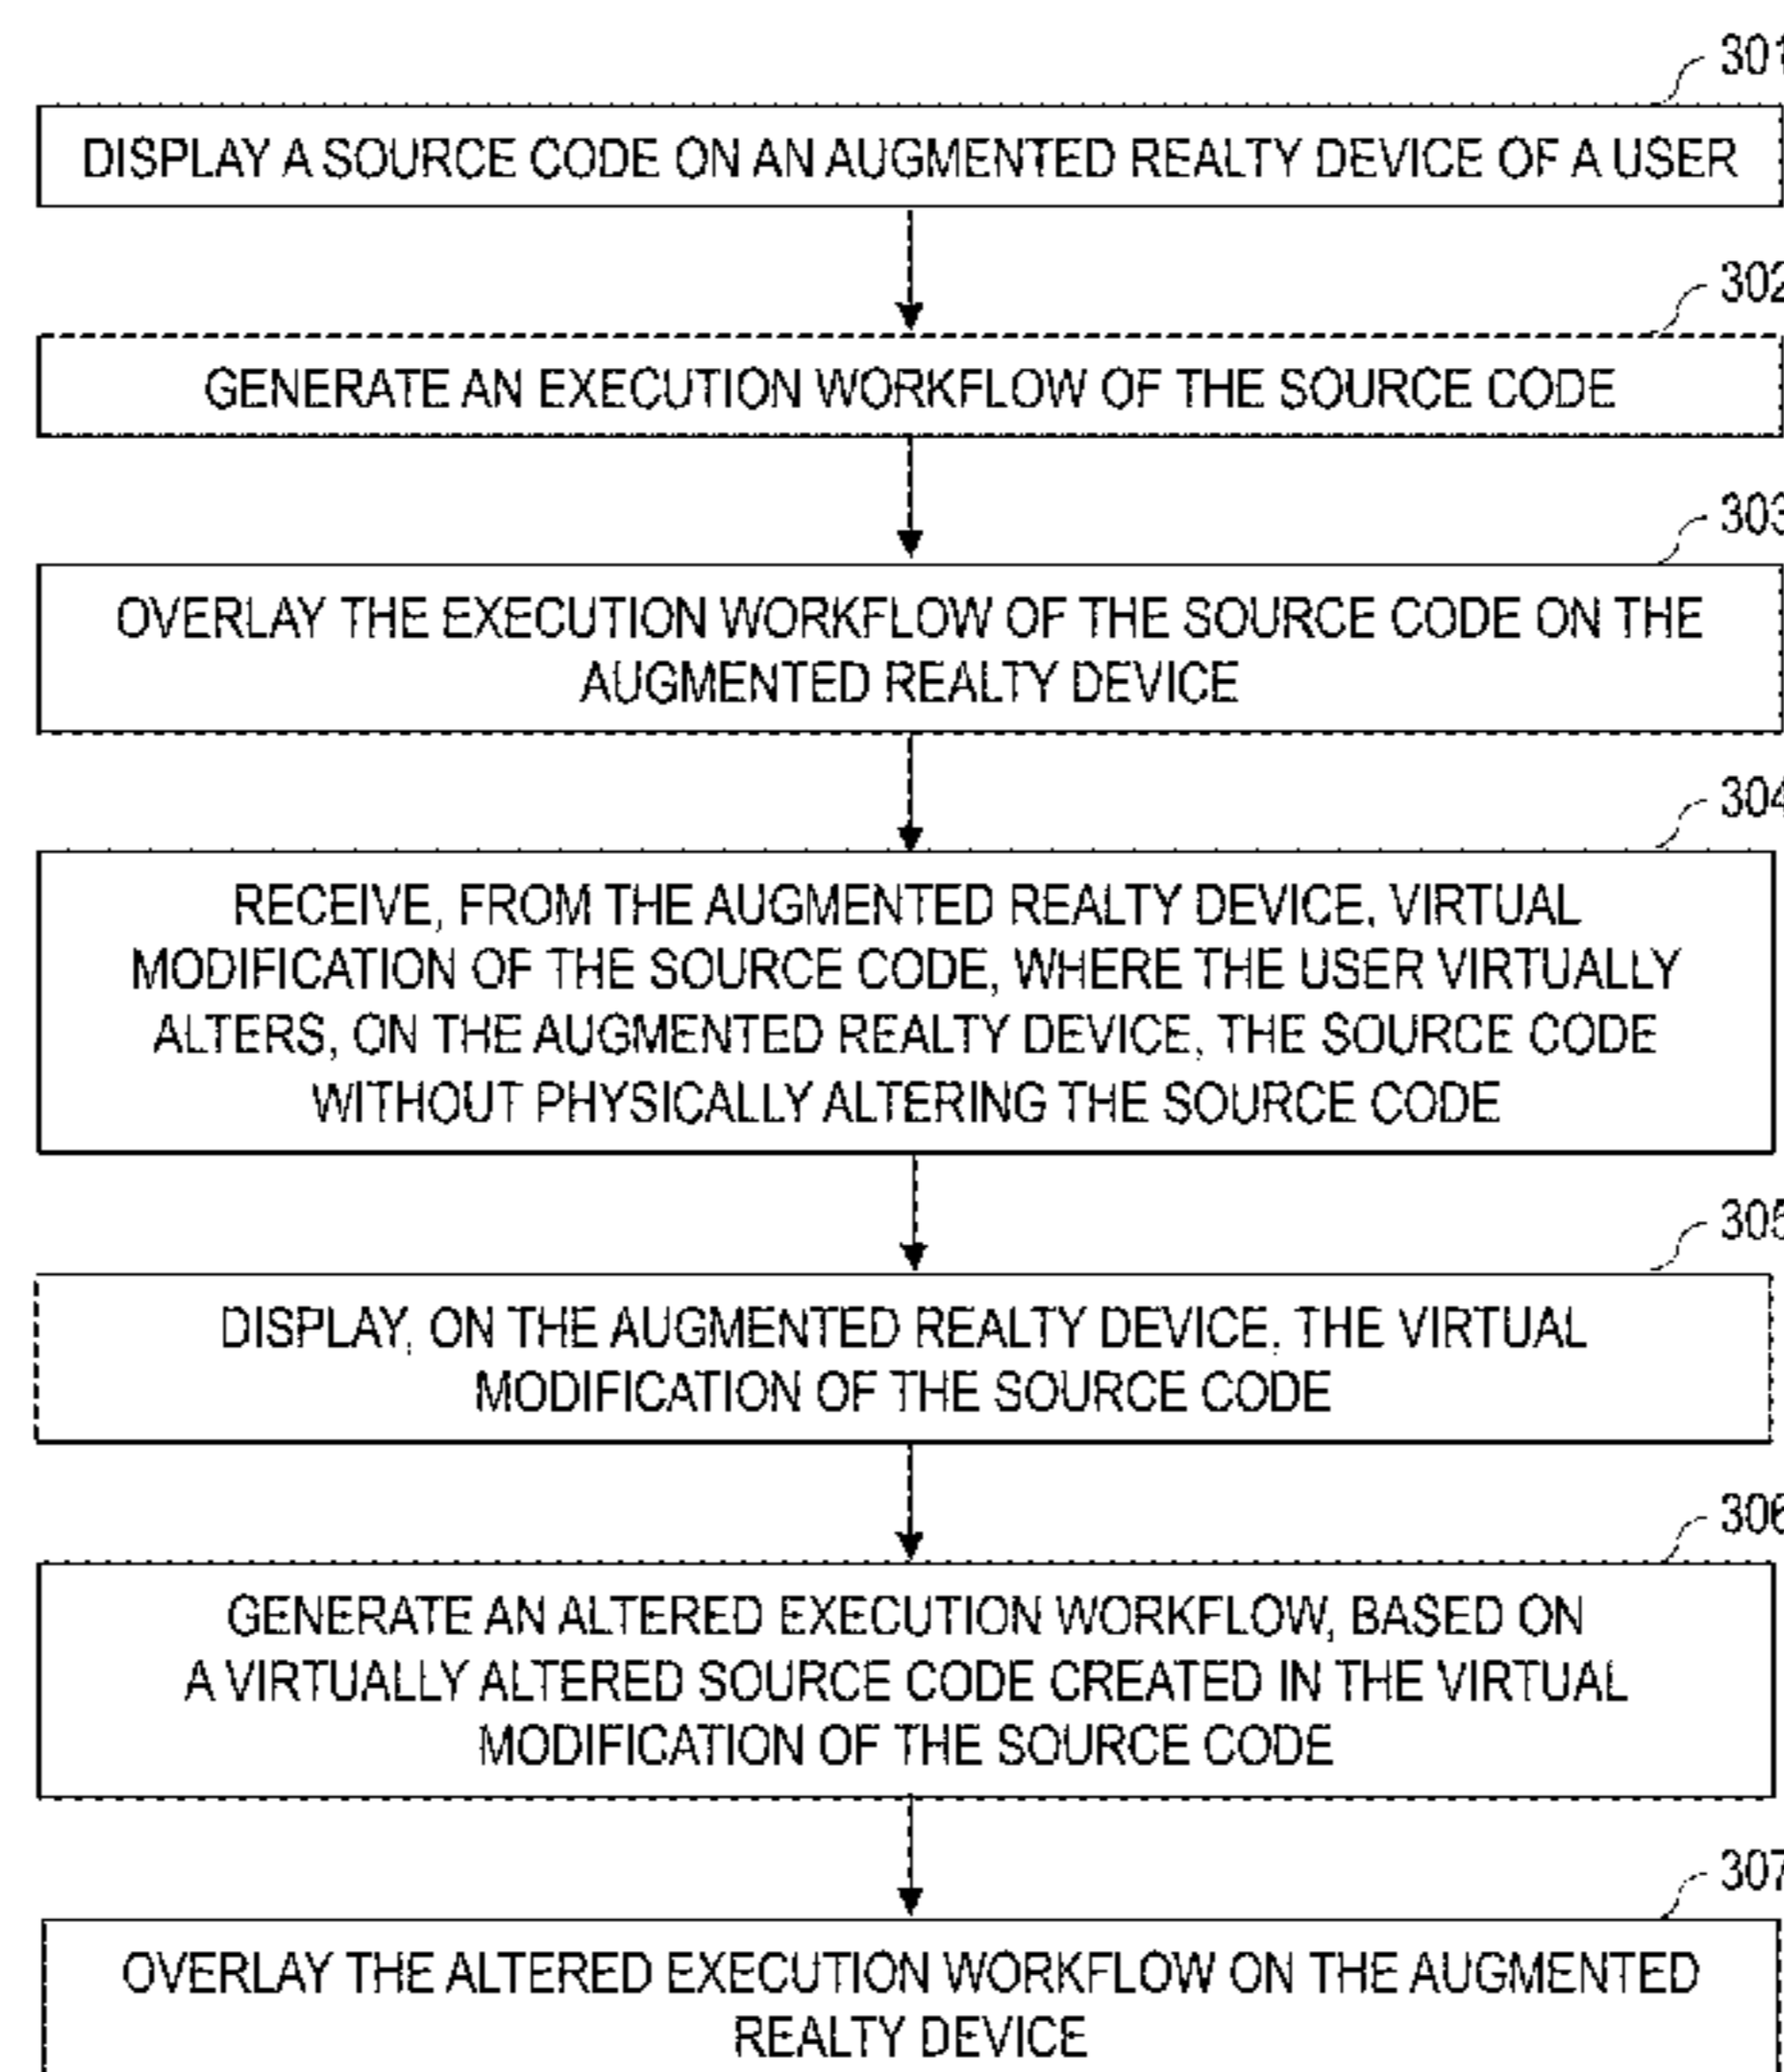 301
DISPLAY A SOURCE CODE ON AN AUGMENTED REALTY DEVICE OF A USER
302
GENERATE AN EXECUTION WORKFLOW OF THE SOURCE CODE
303
OVERLAY THE EXECUTION WORKFLOW OF THE SOURCE CODE ON THE
AUGMENTED REALTY DEVICE
304
RECEIVE, FROM THE AUGMENTED REALTY DEVICE, VIRTUAL
MODIFICATION OF THE SOURCE CODE, WHERE THE USER VIRTUALLY
ALTERS, ON THE AUGMENTED REALTY DEVICE, THE SOURCE CODE
WITHOUT PHYSICALLY ALTERING THE SOURCE CODE
305
DISPLAY, ON THE AUGMENTED REALTY DEVICE, THE VIRTUAL
MODIFICATION OF THE SOURCE CODE
306
GENERATE AN ALTERED EXECUTION WORKFLOW, BASED ON
A VIRTUALLY ALTERED SOURCE CODE CREATED IN THE VIRTUAL
MODIFICATION OF THE SOURCE CODE
307
OVERLAY THE ALTERED EXECUTION WORKFLOW ON THE AUGMENTED
REALTY DEVICE